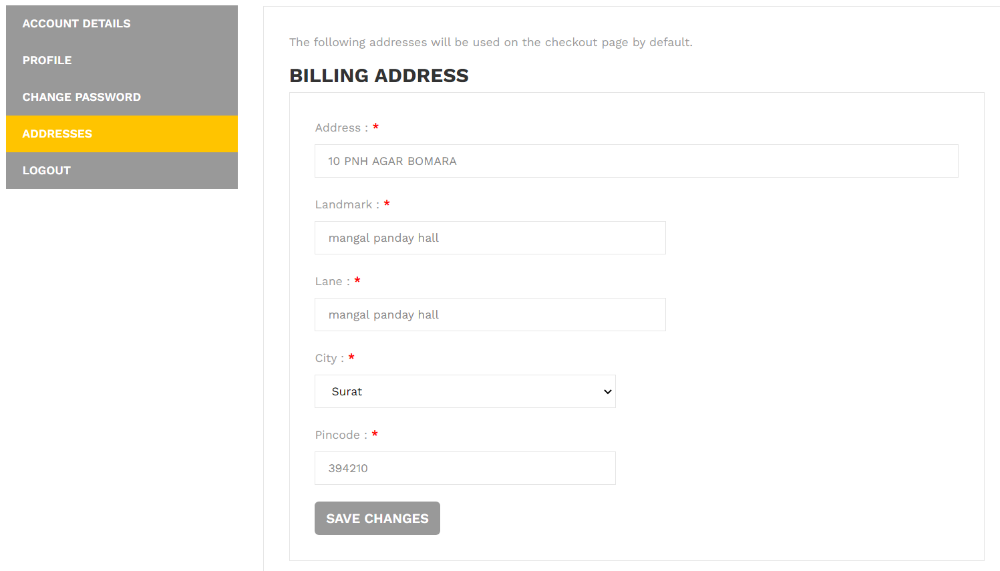 ACCOUNT DETAILS
PROFILE
CHANGE PASSWORD
ADDRESSES
LOGOUT
The following addresses will be used on the checkout page by default.
BILLING ADDRESS
Address : *
10 PNH AGAR BOMARA
Landmark : *
mangal panday hall
Lane : *
mangal panday hall
City : *
Surat
Pincode : *
394210
SAVE CHANGES